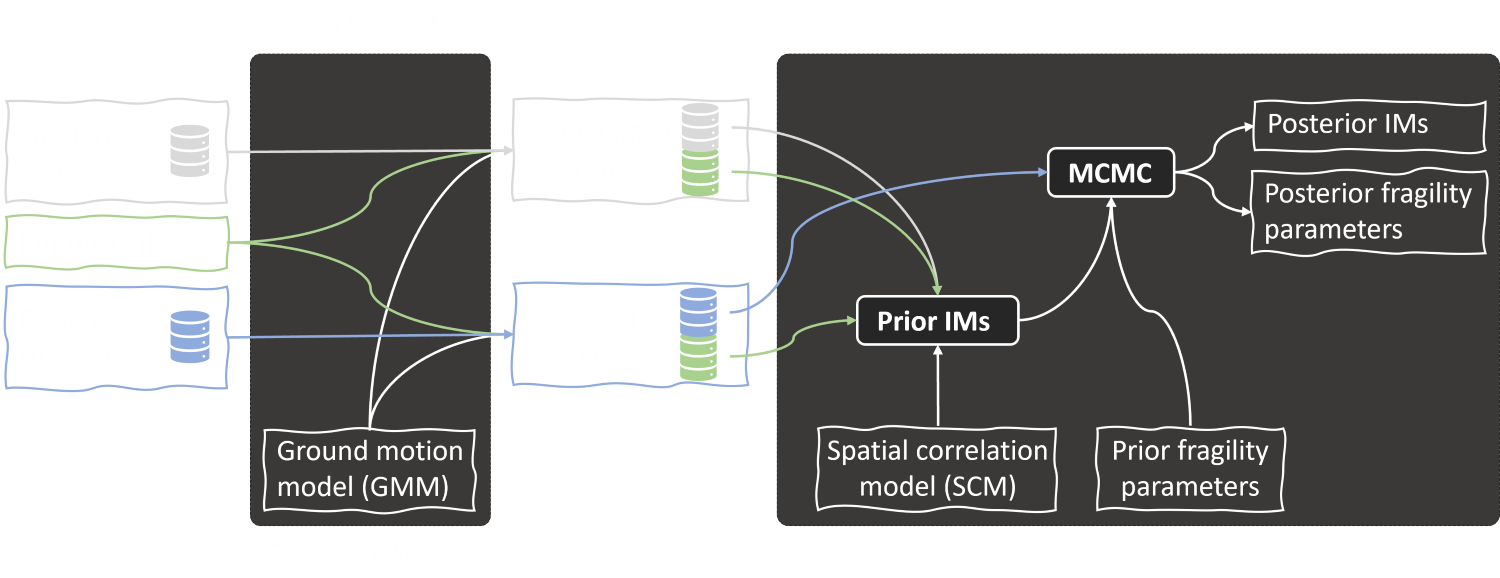 Posterior IMs
MCMC
Posterior fragility
parameters
Prior IMs
Ground motion
model (GMM)
Spatial correlation
model (SCM)
Prior fragility
parameters